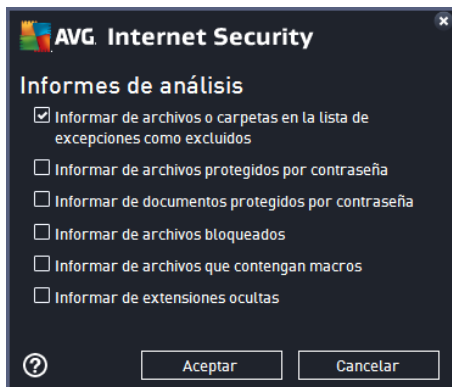 AVG. Internet Security
Informes de análisis
Informar de archivos o carpetas en la lista de
excepciones como excluidos
Informar de archivos protegidos por contraseña
Informar de documentos protegidos por contraseña
Informar de archivos bloqueados
Informar de archivos que contengan macros
Informar de extensiones ocultas
Aceptar
Cancelar